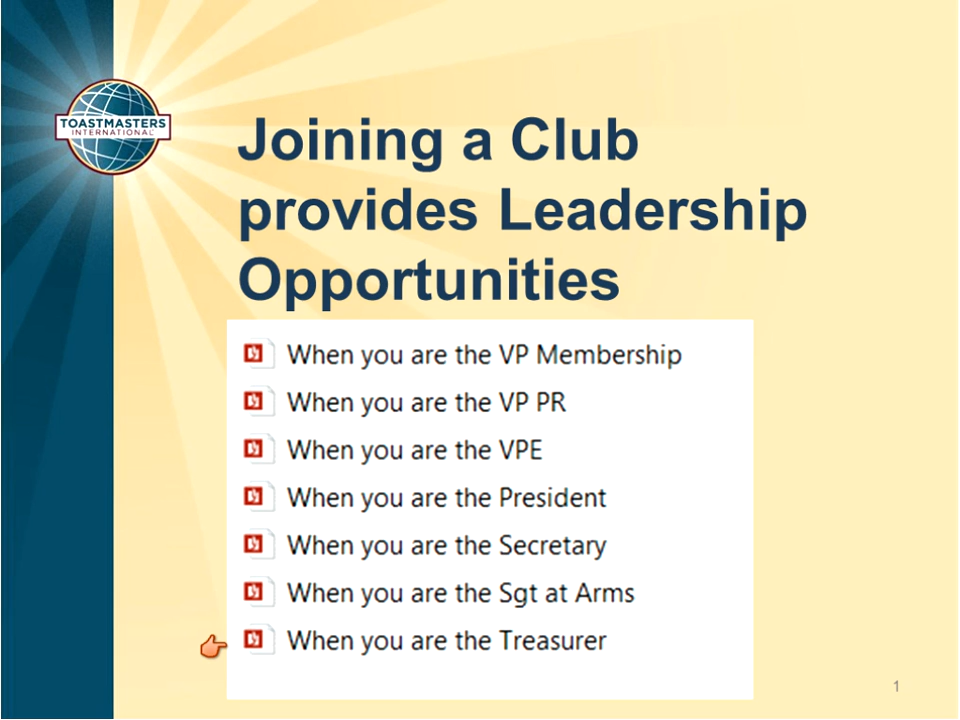 TOASTMASTERS
INTERNATIONAL
Joining a Club
provides Leadership
Opportunities
When you are the VP Membership
When you are the VP PR
When you are the VPE
When you are the President
When you are the Secretary
When you are the Sgt at Arms
When you are the Treasurer
1